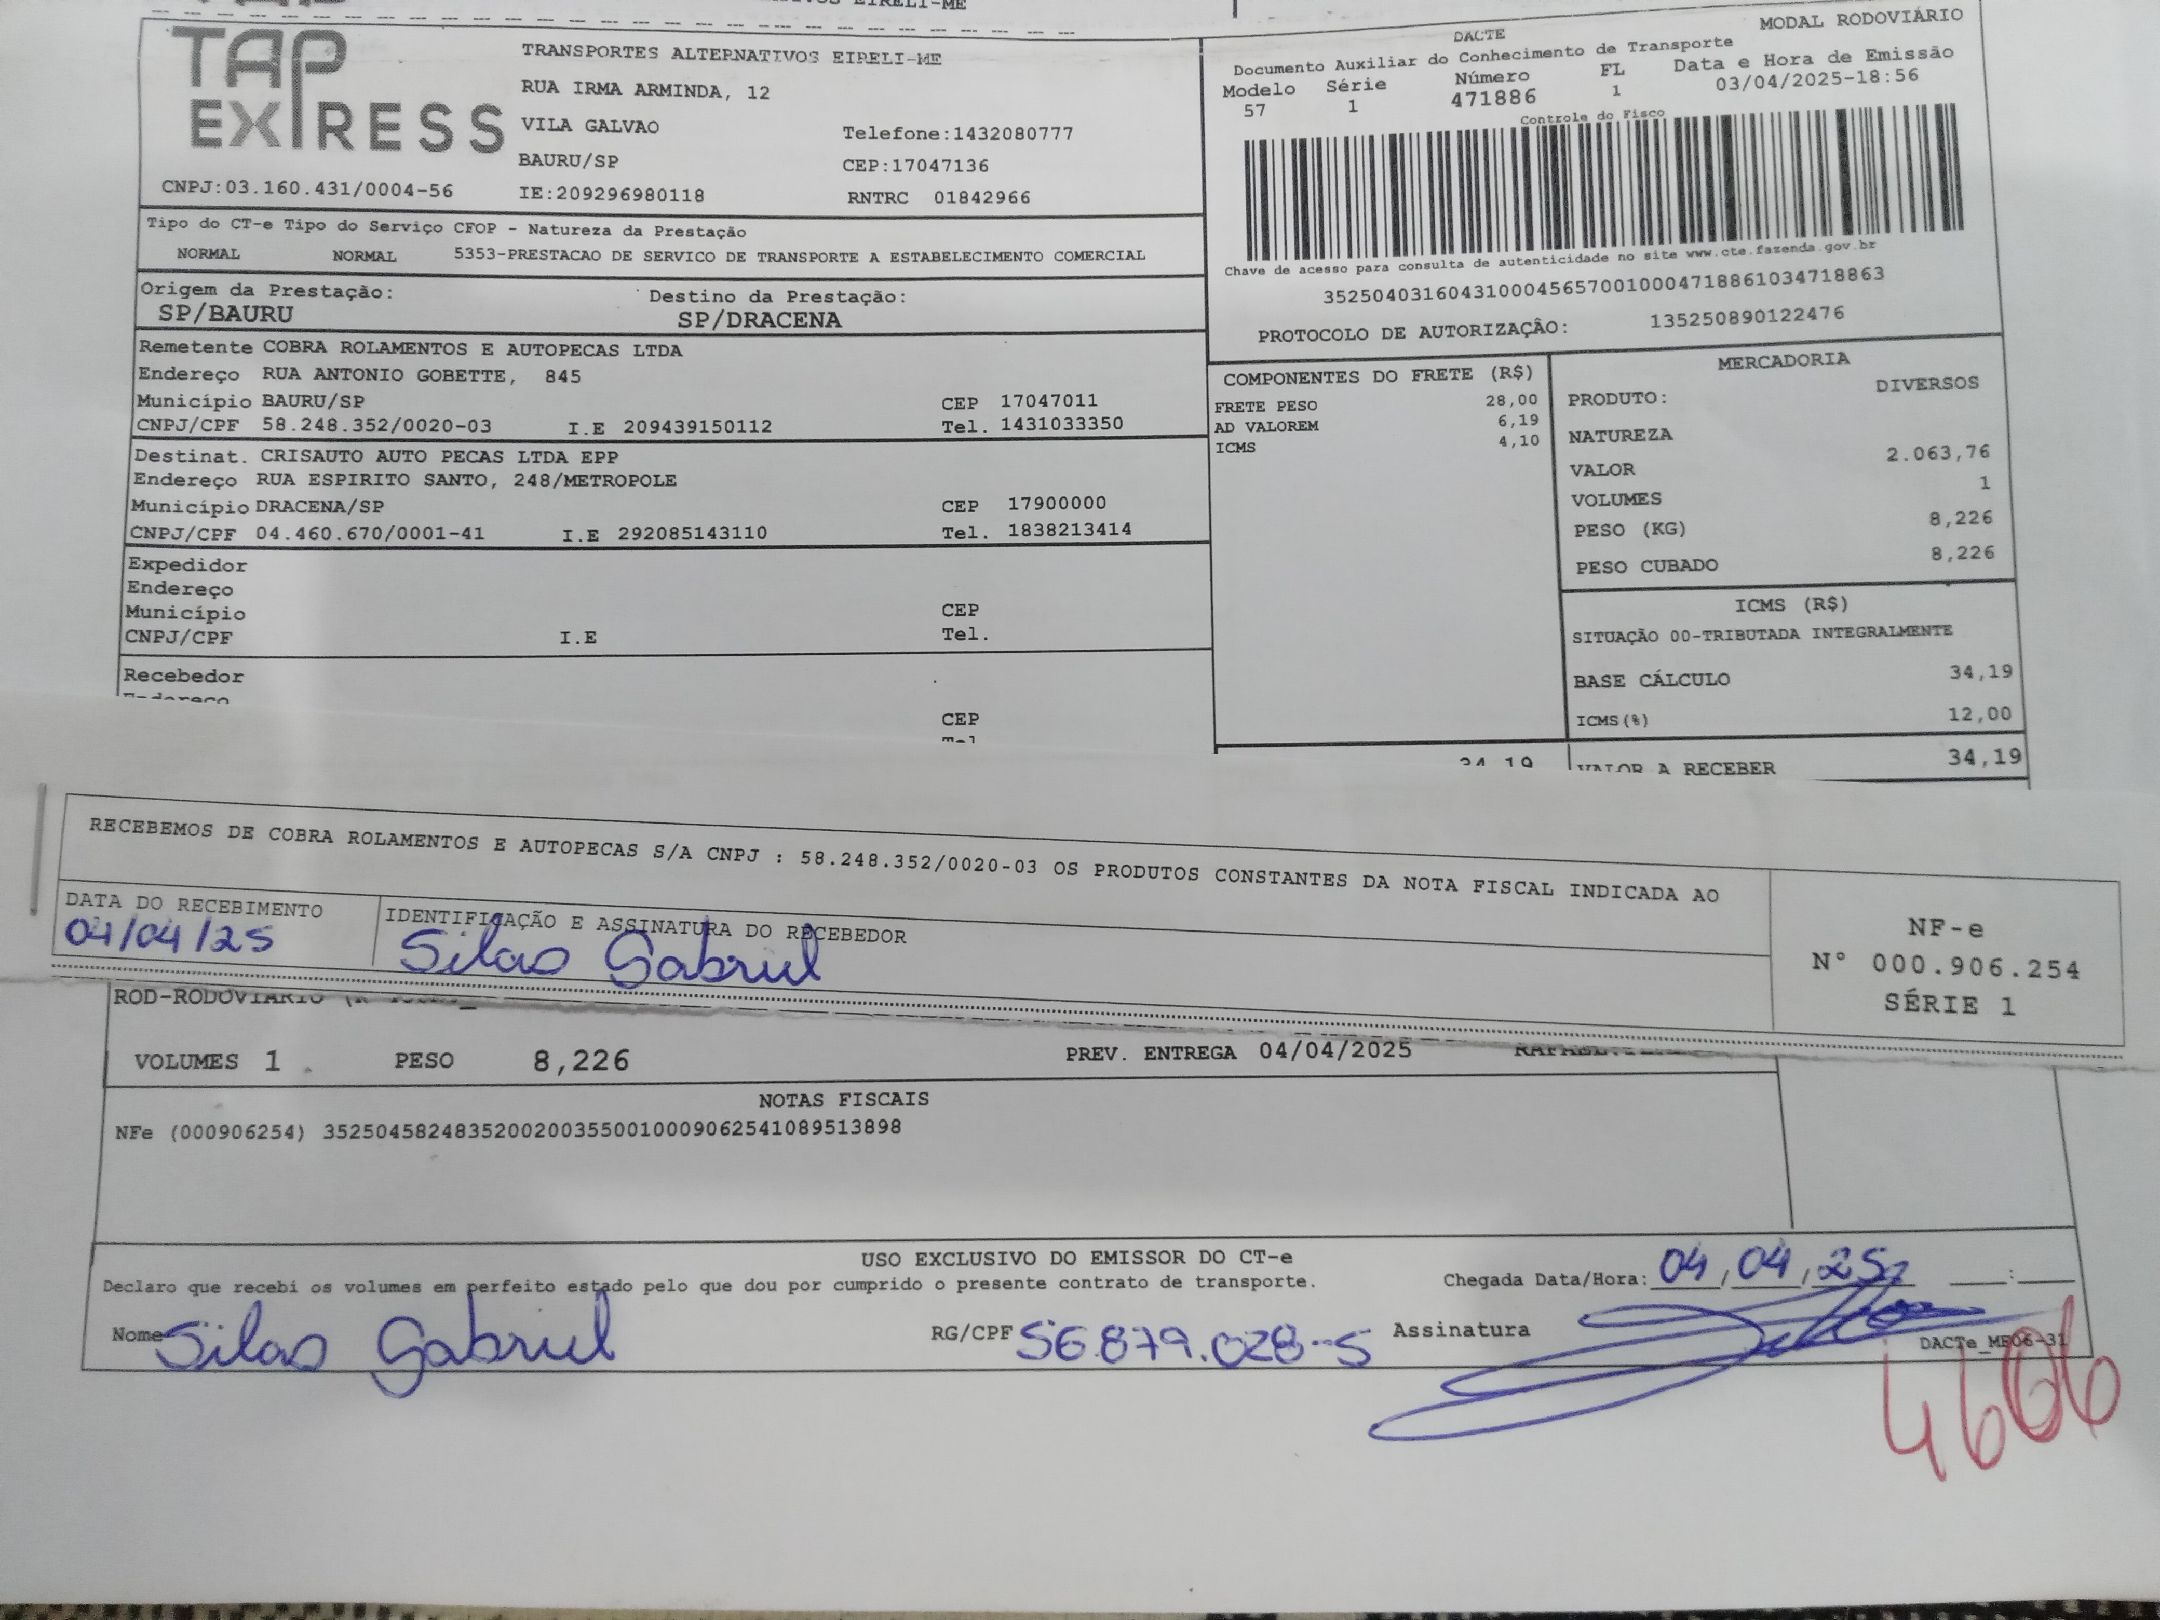 EIRELI-ME
TAP EXPRESS
TRANSPORTES ALTERNATIVOS EIRELI-ME
RUA IRMA ARMINDA, 12
VILA GALVAO Telefone:1432080777
BAURU/SP CEP:17047136
CNPJ:03.160.431/0004-56 IE:209296980118 RNTRC 01842966
DACTE MODAL RODOVIÁRIO
Documento Auxiliar do Conhecimento de Transporte
Modelo Série Número FL Data e Hora de Emissão
57 1 471886 1 03/04/2025-18:56
Controle do Fisco
Chave de acesso para consulta de autenticidade no site www.cte.fazenda.gov.br
35250403160431000456570010004718861034718863
PROTOCOLO DE AUTORIZAÇÃO: 135250890122476
Tipo do CT-e Tipo do Serviço CFOP - Natureza da Prestação
NORMAL NORMAL 5353-PRESTACAO DE SERVICO DE TRANSPORTE A ESTABELECIMENTO COMERCIAL
Origem da Prestação: Destino da Prestação:
SP/BAURU SP/DRACENA
Remetente COBRA ROLAMENTOS E AUTOPECAS LTDA
Endereço RUA ANTONIO GOBETTE, 845
Município BAURU/SP CEP 17047011
CNPJ/CPF 58.248.352/0020-03 I.E 209439150112 Tel. 1431033350
Destinat. CRISAUTO AUTO PECAS LTDA EPP
Endereço RUA ESPIRITO SANTO, 248/METROPOLE
Município DRACENA/SP CEP 17900000
CNPJ/CPF 04.460.670/0001-41 I.E 292085143110 Tel. 1838213414
Expedidor
Endereço
Município CEP
CNPJ/CPF I.E Tel.
Recebedor
Endereço
CEP
Tel
COMPONENTES DO FRETE (R$)
FRETE PESO 28,00
AD VALOREM 6,19
ICMS 4,10
34,19
MERCADORIA
PRODUTO: DIVERSOS
NATUREZA
VALOR 2.063,76
VOLUMES 1
PESO (KG) 8,226
PESO CUBADO 8,226
ICMS (R$)
SITUAÇÃO 00-TRIBUTADA INTEGRALMENTE
BASE CÁLCULO 34,19
ICMS(%) 12,00
VALOR A RECEBER 34,19
RECEBEMOS DE COBRA ROLAMENTOS E AUTOPECAS S/A CNPJ : 58.248.352/0020-03 OS PRODUTOS CONSTANTES DA NOTA FISCAL INDICADA AO
DATA DO RECEBIMENTO IDENTIFICAÇÃO E ASSINATURA DO RECEBEDOR
04/04/25 Silas Gabriel
NF-e
N° 000.906.254
SÉRIE 1
ROD-RODOVIARIO
VOLUMES 1 PESO 8,226 PREV. ENTREGA 04/04/2025
NOTAS FISCAIS
NFe (000906254) 35250458248352002003550010009062541089513898
USO EXCLUSIVO DO EMISSOR DO CT-e
Declaro que recebi os volumes em perfeito estado pelo que dou por cumprido o presente contrato de transporte. Chegada Data/Hora: 04/04/25 :
Nome Silas Gabriel RG/CPF 56.879.028-5 Assinatura
DACTe_ME06-31
4606